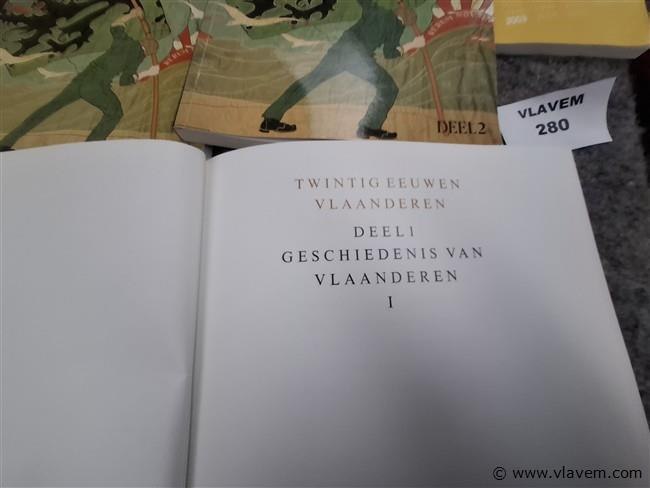 DEEL 2
VLAVEM
280
TWINTIG EEUWEN
VLAANDEREN
DEEL I
GESCHIEDENIS VAN
VLAANDEREN
I
© www.vlavem.com